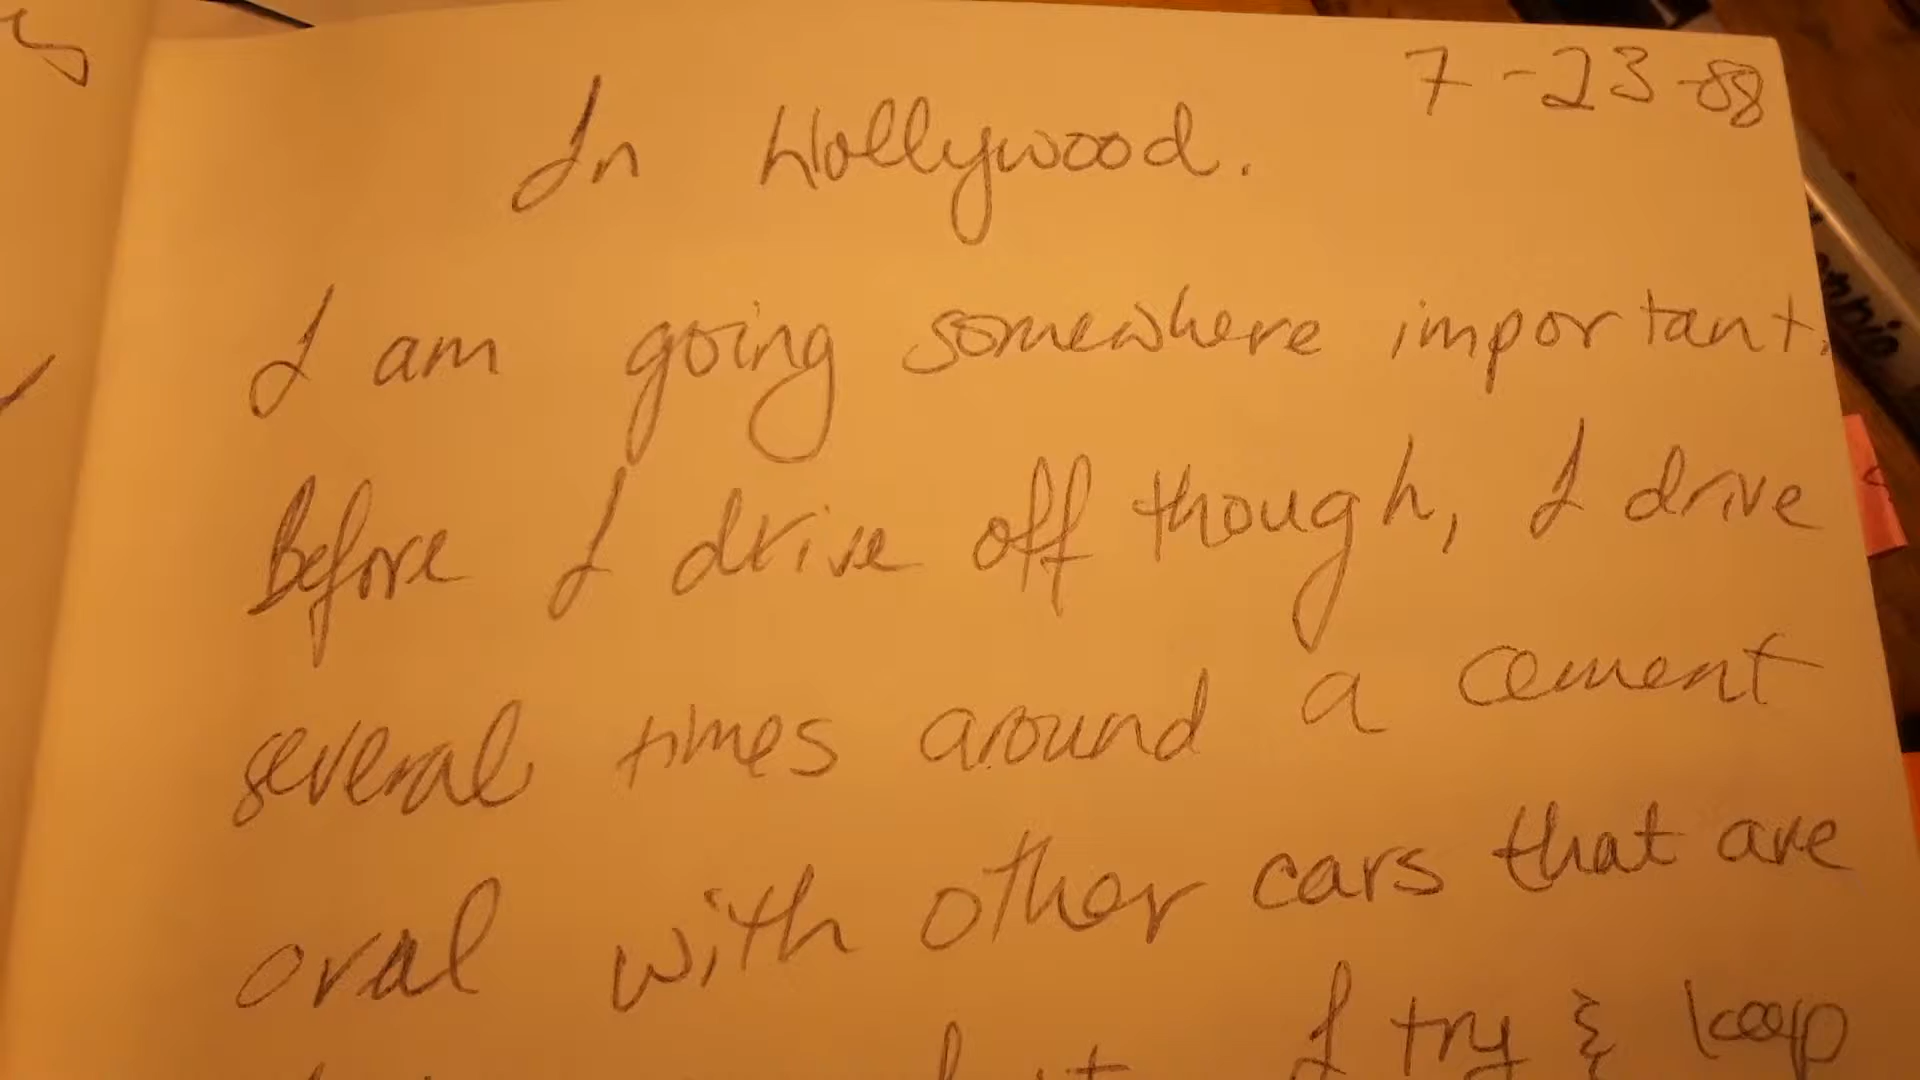 7-23-88
In Hollywood.
I am going somewhere important.
Before I drive off though, I drive
several times around a cement
oval with other cars that are
I try & keep